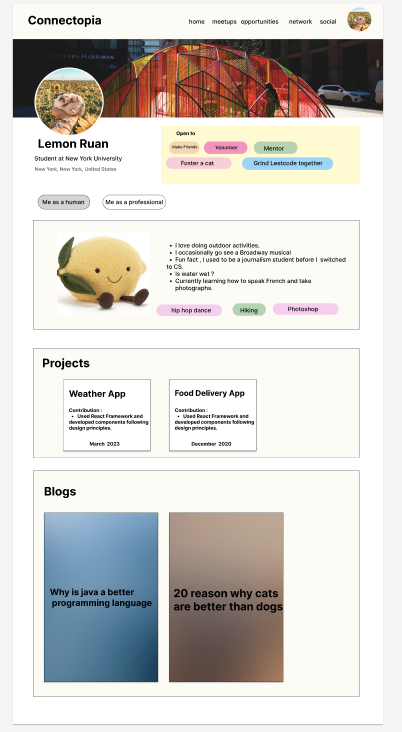 Connectopia
home meetups opportunities network social
Lemon Ruan
Student at New York University
New York, New York, United States
Open to
Make Friends Volunteer Mentor
Foster a cat Grind Leetcode together
Me as a human Me as a professional
• I love doing outdoor activities.
• I occasionally go see a Broadway musical
• Fun fact , I used to be a journalism student before I switched
to CS.
• Is water wet ?
• Currently learning how to speak French and take
photographs.
hip hop dance Hiking Photoshop
Projects
Weather App
Contribution :
• Used React Framework and
developed components following
design principles.
March 2023
Food Delivery App
Contribution :
• Used React Framework and
developed components following
design principles.
December 2020
Blogs
Why is java a better
programming language
20 reason why cats
are better than dogs